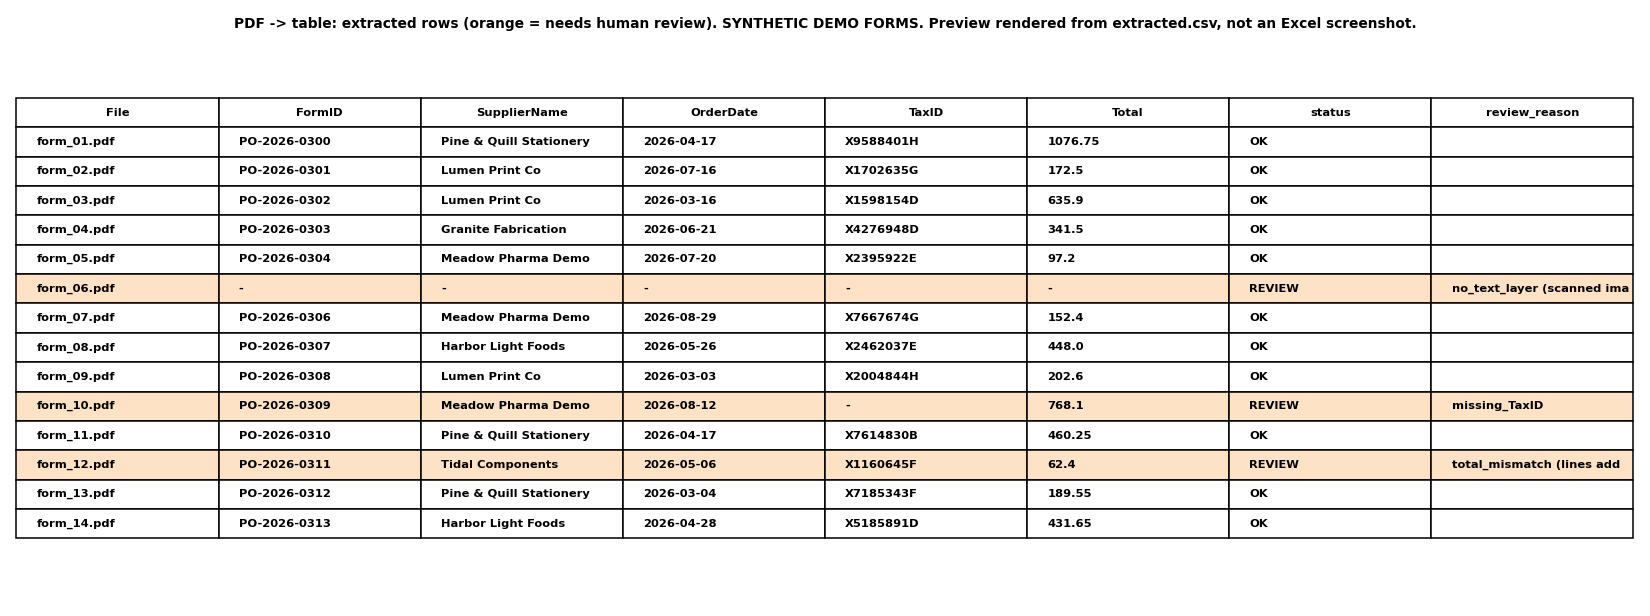 PDF -> table: extracted rows (orange = needs human review). SYNTHETIC DEMO FORMS. Preview rendered from extracted.csv, not an Excel screenshot.
File FormID SupplierName OrderDate TaxID Total status review_reason
form_01.pdf PO-2026-0300 Pine & Quill Stationery 2026-04-17 X9588401H 1076.75 OK
form_02.pdf PO-2026-0301 Lumen Print Co 2026-07-16 X1702635G 172.5 OK
form_03.pdf PO-2026-0302 Lumen Print Co 2026-03-16 X1598154D 635.9 OK
form_04.pdf PO-2026-0303 Granite Fabrication 2026-06-21 X4276948D 341.5 OK
form_05.pdf PO-2026-0304 Meadow Pharma Demo 2026-07-20 X2395922E 97.2 OK
form_06.pdf - - - - - REVIEW no_text_layer (scanned ima
form_07.pdf PO-2026-0306 Meadow Pharma Demo 2026-08-29 X7667674G 152.4 OK
form_08.pdf PO-2026-0307 Harbor Light Foods 2026-05-26 X2462037E 448.0 OK
form_09.pdf PO-2026-0308 Lumen Print Co 2026-03-03 X2004844H 202.6 OK
form_10.pdf PO-2026-0309 Meadow Pharma Demo 2026-08-12 - 768.1 REVIEW missing_TaxID
form_11.pdf PO-2026-0310 Pine & Quill Stationery 2026-04-17 X7614830B 460.25 OK
form_12.pdf PO-2026-0311 Tidal Components 2026-05-06 X1160645F 62.4 REVIEW total_mismatch (lines add
form_13.pdf PO-2026-0312 Pine & Quill Stationery 2026-03-04 X7185343F 189.55 OK
form_14.pdf PO-2026-0313 Harbor Light Foods 2026-04-28 X5185891D 431.65 OK